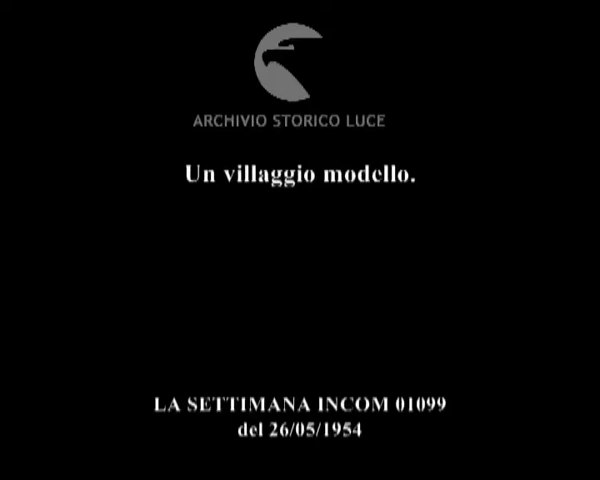 ARCHIVIO STORICO LUCE
Un villaggio modello.
LA SETTIMANA INCOM 01099
del 26/05/1954